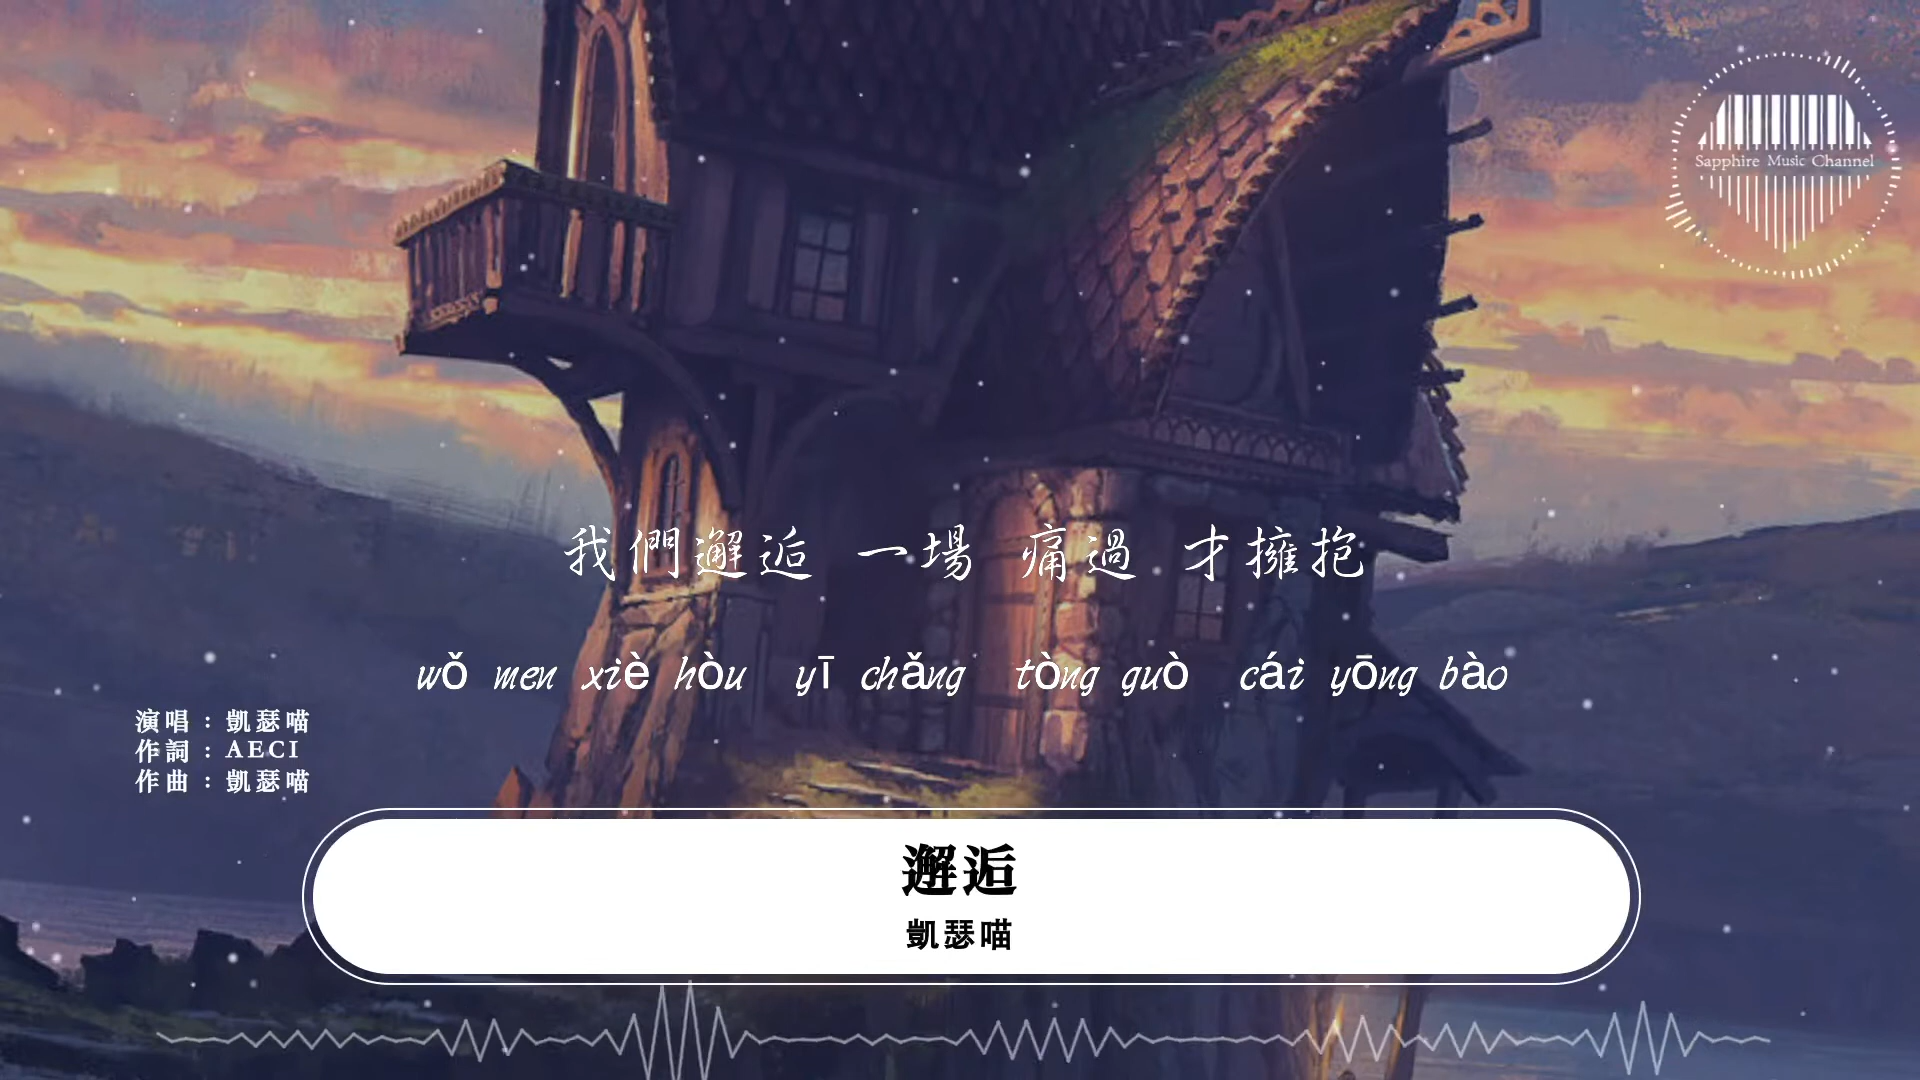 Sapphire Music Channel
我們邂逅 一場 痛過 才擁抱
wǒ men xiè hòu yī chǎng tòng guò cái yōng bào
演唱：凱瑟喵
作詞：AECI
作曲：凱瑟喵
邂逅
凱瑟喵